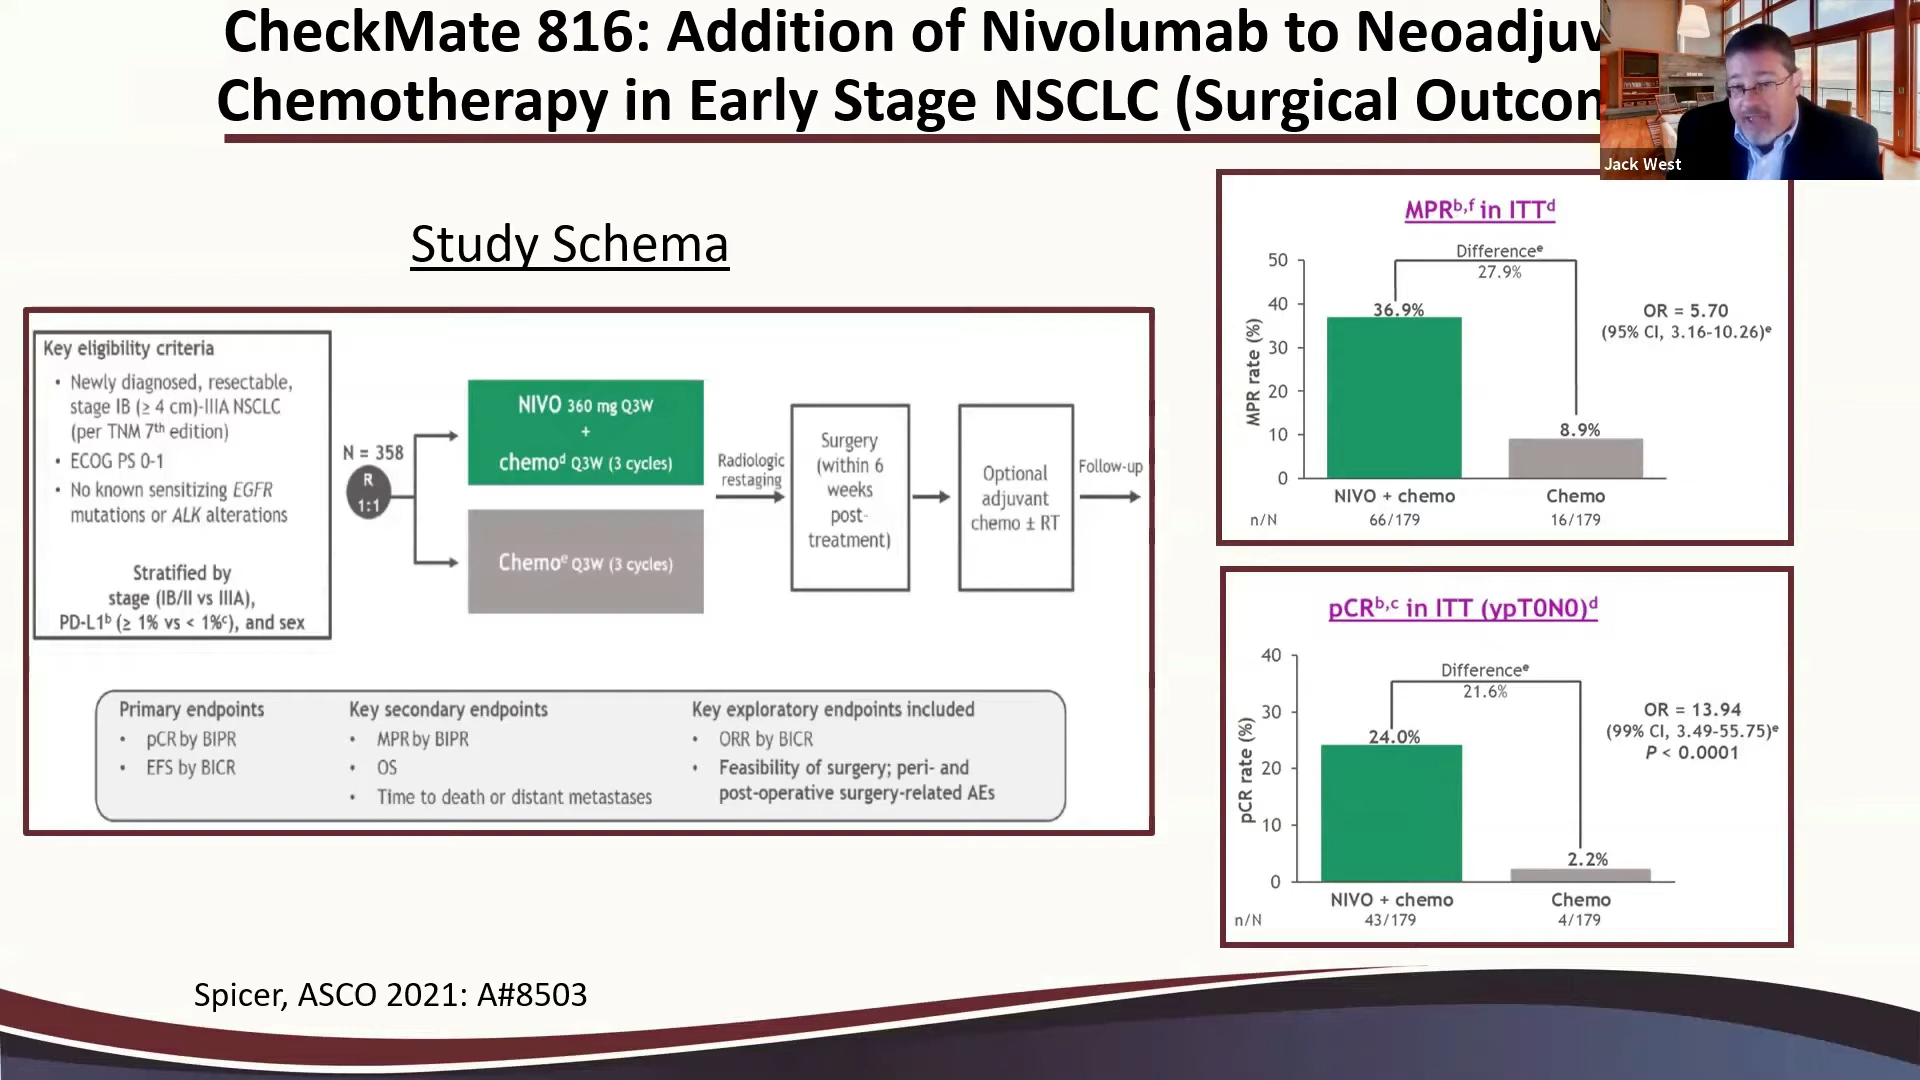 CheckMate 816: Addition of Nivolumab to Neoadjuv
Chemotherapy in Early Stage NSCLC (Surgical Outcom
Jack West
Study Schema
Key eligibility criteria
• Newly diagnosed, resectable,
stage IB (≥ 4 cm)-IIIA NSCLC
(per TNM 7th edition)
• ECOG PS 0-1
• No known sensitizing EGFR
mutations or ALK alterations
Stratified by
stage (IB/II vs IIIA),
PD-L1b (≥ 1% vs < 1%c), and sex
N = 358
R
1:1
NIVO 360 mg Q3W
+
chemod Q3W (3 cycles)
Chemoe Q3W (3 cycles)
Radiologic
restaging
Surgery
(within 6
weeks
post-
treatment)
Optional
adjuvant
chemo ± RT
Follow-up
Primary endpoints
• pCR by BIPR
• EFS by BICR
Key secondary endpoints
• MPR by BIPR
• OS
• Time to death or distant metastases
Key exploratory endpoints included
• ORR by BICR
• Feasibility of surgery; peri- and
post-operative surgery-related AEs
MPRb,f in ITTd
Differencee
27.9%
50
40
30
20
10
0
MPR rate (%)
36.9%
8.9%
OR = 5.70
(95% CI, 3.16-10.26)e
NIVO + chemo
Chemo
n/N
66/179
16/179
pCRb,c in ITT (ypT0N0)d
Differencee
21.6%
40
30
20
10
0
pCR rate (%)
24.0%
2.2%
OR = 13.94
(99% CI, 3.49-55.75)e
P < 0.0001
NIVO + chemo
Chemo
n/N
43/179
4/179
Spicer, ASCO 2021: A#8503